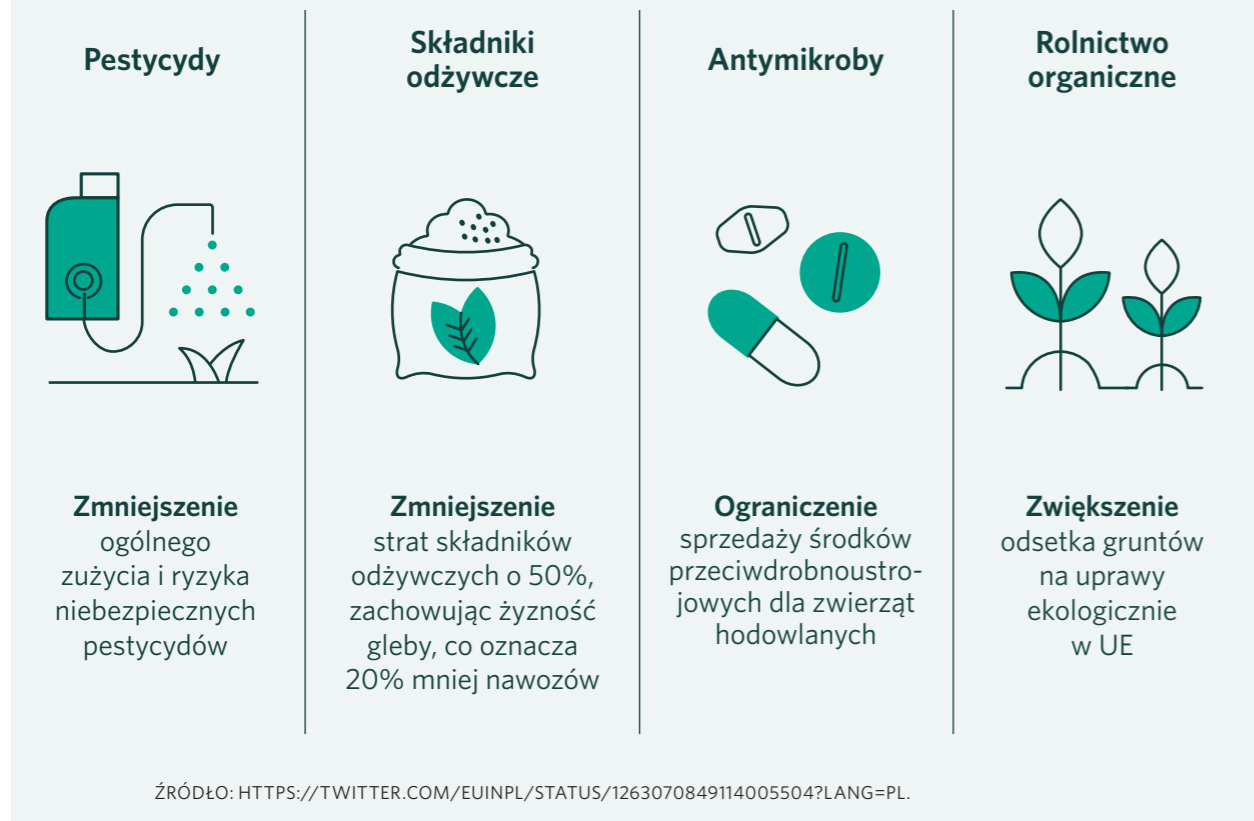 Pestycydy
Składniki
odżywcze
Antymikroby
Rolnictwo
organiczne
Zmniejszenie
ogólnego
zużycia i ryzyka
niebezpiecznych
pestycydów
Zmniejszenie
strat składników
odżywczych o 50%,
zachowując żyzność
gleby, co oznacza
20% mniej nawozów
Ograniczenie
sprzedaży środków
przeciwdrobnoustro-
jowych dla zwierząt
hodowlanych
Zwiększenie
odsetka gruntów
na uprawy
ekologicznie
w UE
ŹRÓDŁO: HTTPS://TWITTER.COM/EUINPL/STATUS/1263070849114005504?LANG=PL.